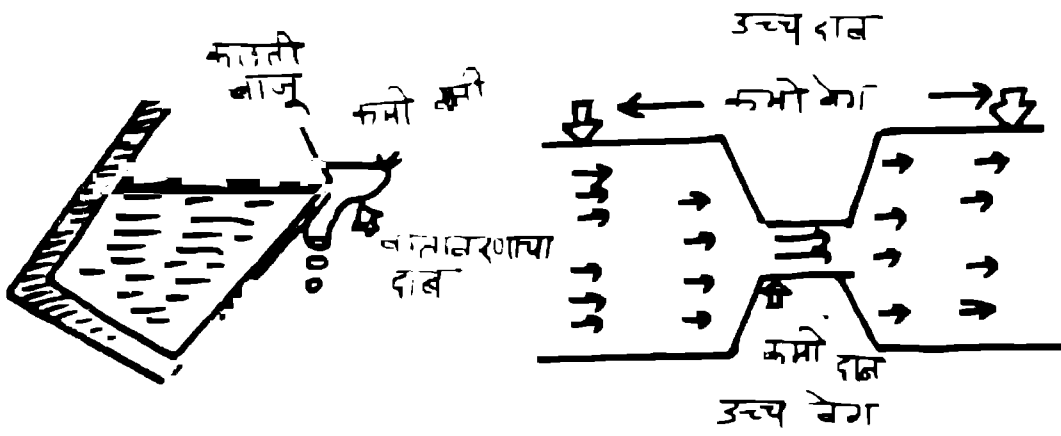 बाजू
कमी
वातावरणाचा
दाब
उच्च दाब
कमी वेग
कमी दाब
उच्च वेग